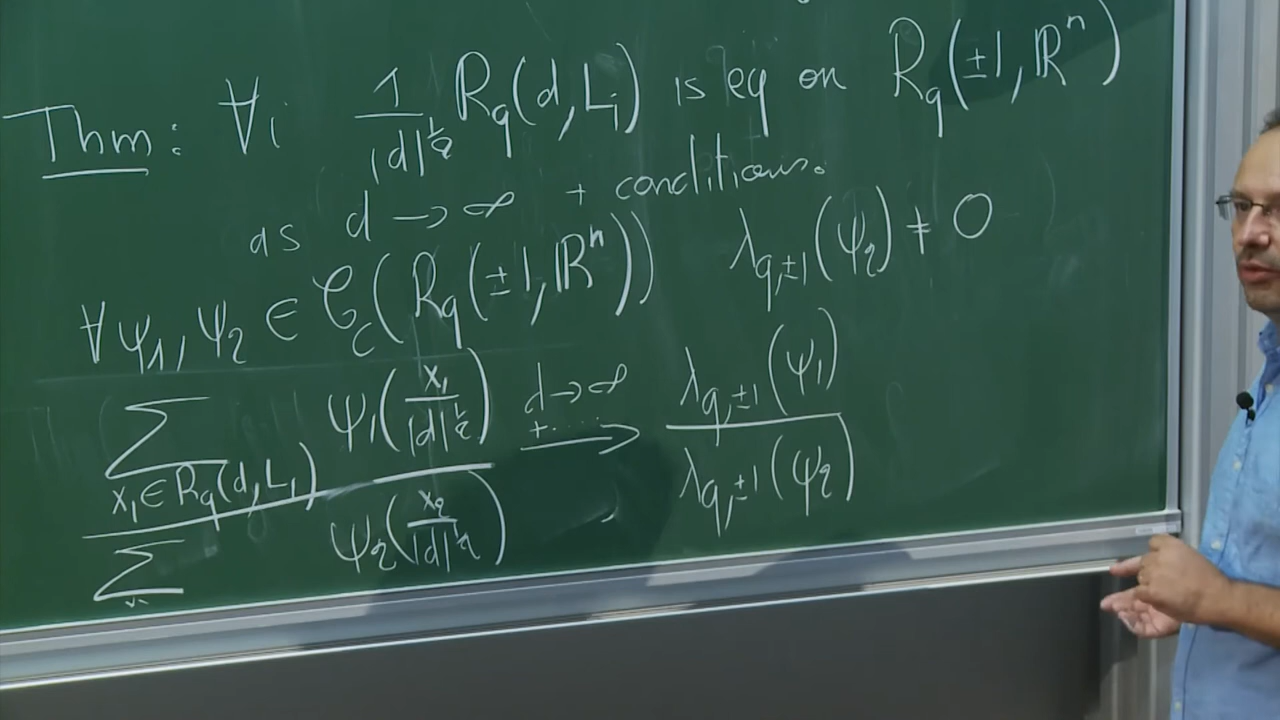 Thm: ∀i 1/|d|^{1/2} R_q(d, L_i) is eq on R_q(±1, ℝ^n)
as d → ∞ + conditions.
∀ψ_1, ψ_2 ∈ 𝒞_c(R_q(±1, ℝ^n)) λ_{q,±1}(ψ_2) ≠ 0
Σ_{x_1 ∈ R_q(d, L_i)} ψ_1(x_1/|d|^{1/2}) d → ∞ λ_{q,±1}(ψ_1)
+.... →
Σ_{"} ψ_2(x_2/|d|^{1/2}) λ_{q,±1}(ψ_2)